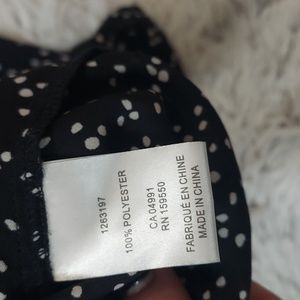 1263197
100% POLYESTER
CA 04991
RN 159550
FABRIQUÉ EN CHINE
MADE IN CHINA